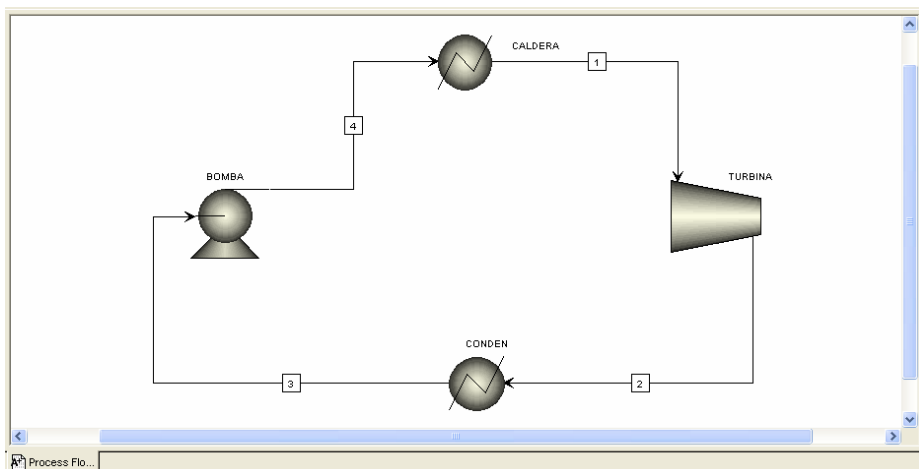 CALDERA
1
4
BOMBA
TURBINA
CONDEN
3
2
Process Flo...